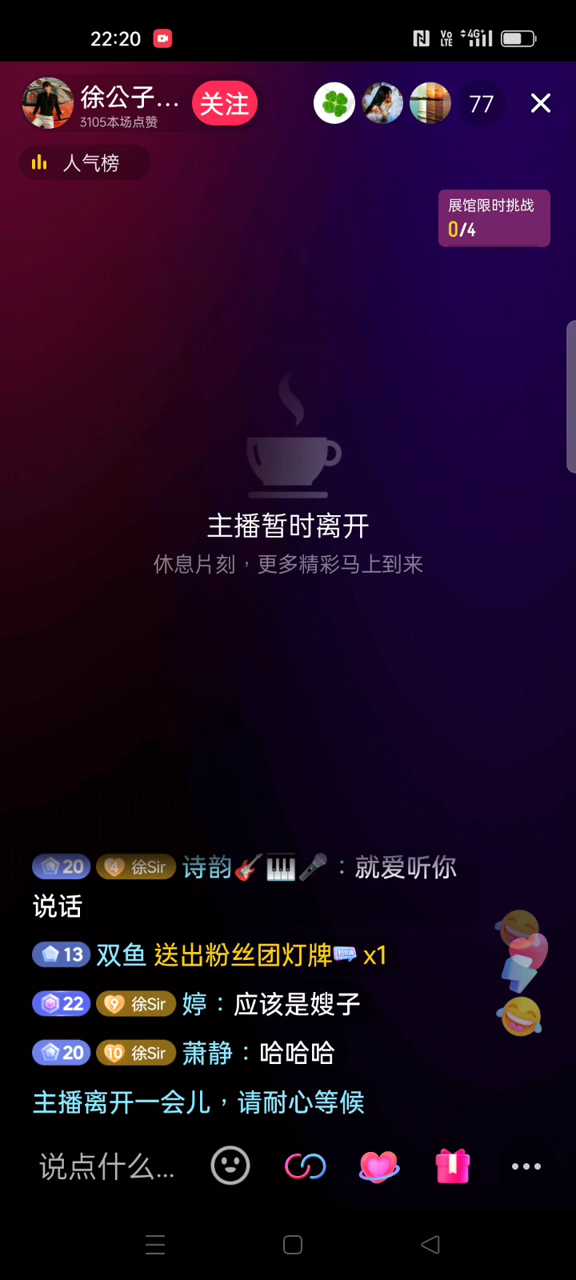 22:20
Vo
LTE
4G+
徐公子...
关注
77
3105本场点赞
人气榜
展馆限时挑战
0/4
主播暂时离开
休息片刻，更多精彩马上到来
20 4 徐Sir 诗韵🎸🎹🎤：就爱听你
说话
13 双鱼 送出粉丝团灯牌 x1
22 9 徐Sir 婷：应该是嫂子
20 10 徐Sir 萧静：哈哈哈
主播离开一会儿，请耐心等候
说点什么...